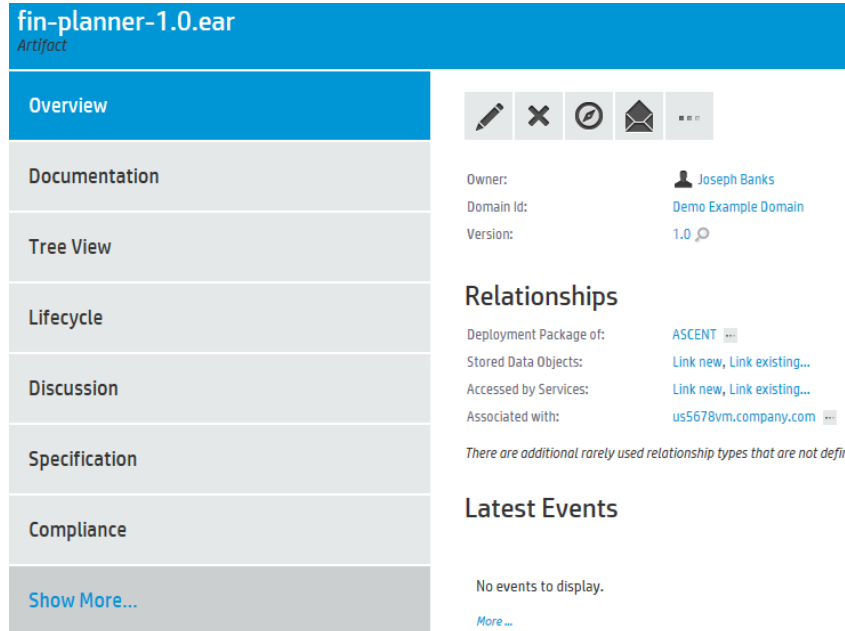 fin-planner-1.0.ear
Artifact
Overview
Documentation
Tree View
Lifecycle
Discussion
Specification
Compliance
Show More...
Owner: Joseph Banks
Domain Id: Demo Example Domain
Version: 1.0
Relationships
Deployment Package of: ASCENT
Stored Data Objects: Link new, Link existing...
Accessed by Services: Link new, Link existing...
Associated with: us5678vm.company.com
There are additional rarely used relationship types that are not
Latest Events
No events to display.
More ...